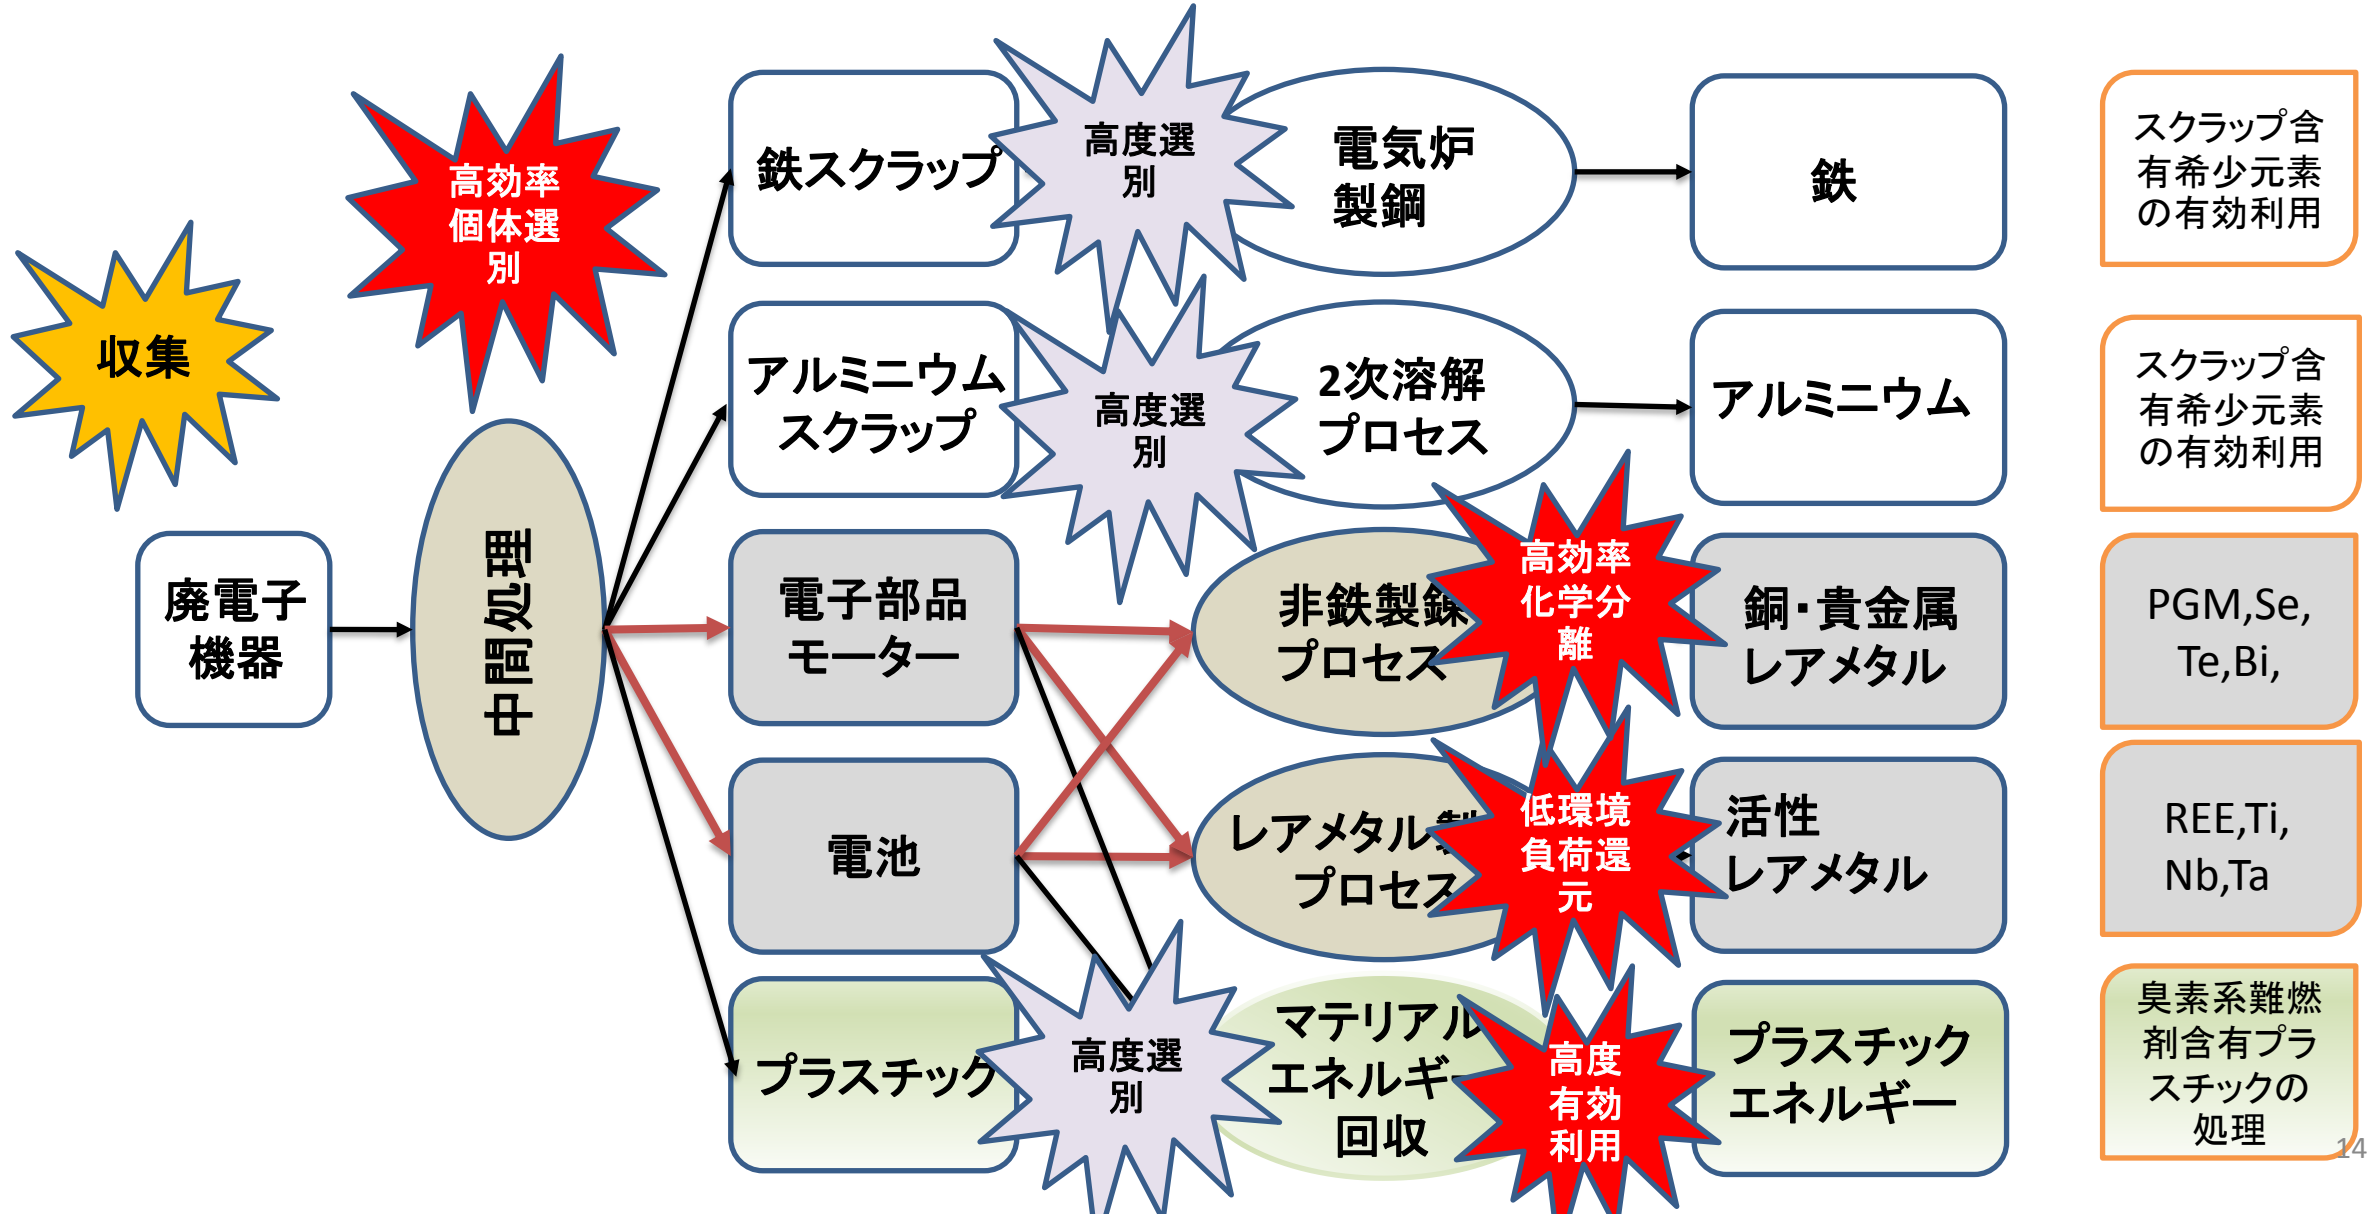 収集
高効率
個体選
別
廃電子
機器
中間処理
鉄スクラップ
高度選
別
電気炉
製鋼
鉄
スクラップ含
有希少元素
の有効利用
アルミニウム
スクラップ
高度選
別
2次溶解
プロセス
アルミニウム
スクラップ含
有希少元素
の有効利用
電子部品
モーター
非鉄製錬
プロセス
高効率
化学分
離
銅・貴金属
レアメタル
PGM,Se,
Te,Bi,
電池
レアメタル製
プロセス
低環境
負荷還
元
活性
レアメタル
REE,Ti,
Nb,Ta
プラスチック
高度選
別
マテリアル
エネルギー
回収
高度
有効
利用
プラスチック
エネルギー
臭素系難燃
剤含有プラ
スチックの
処理
14